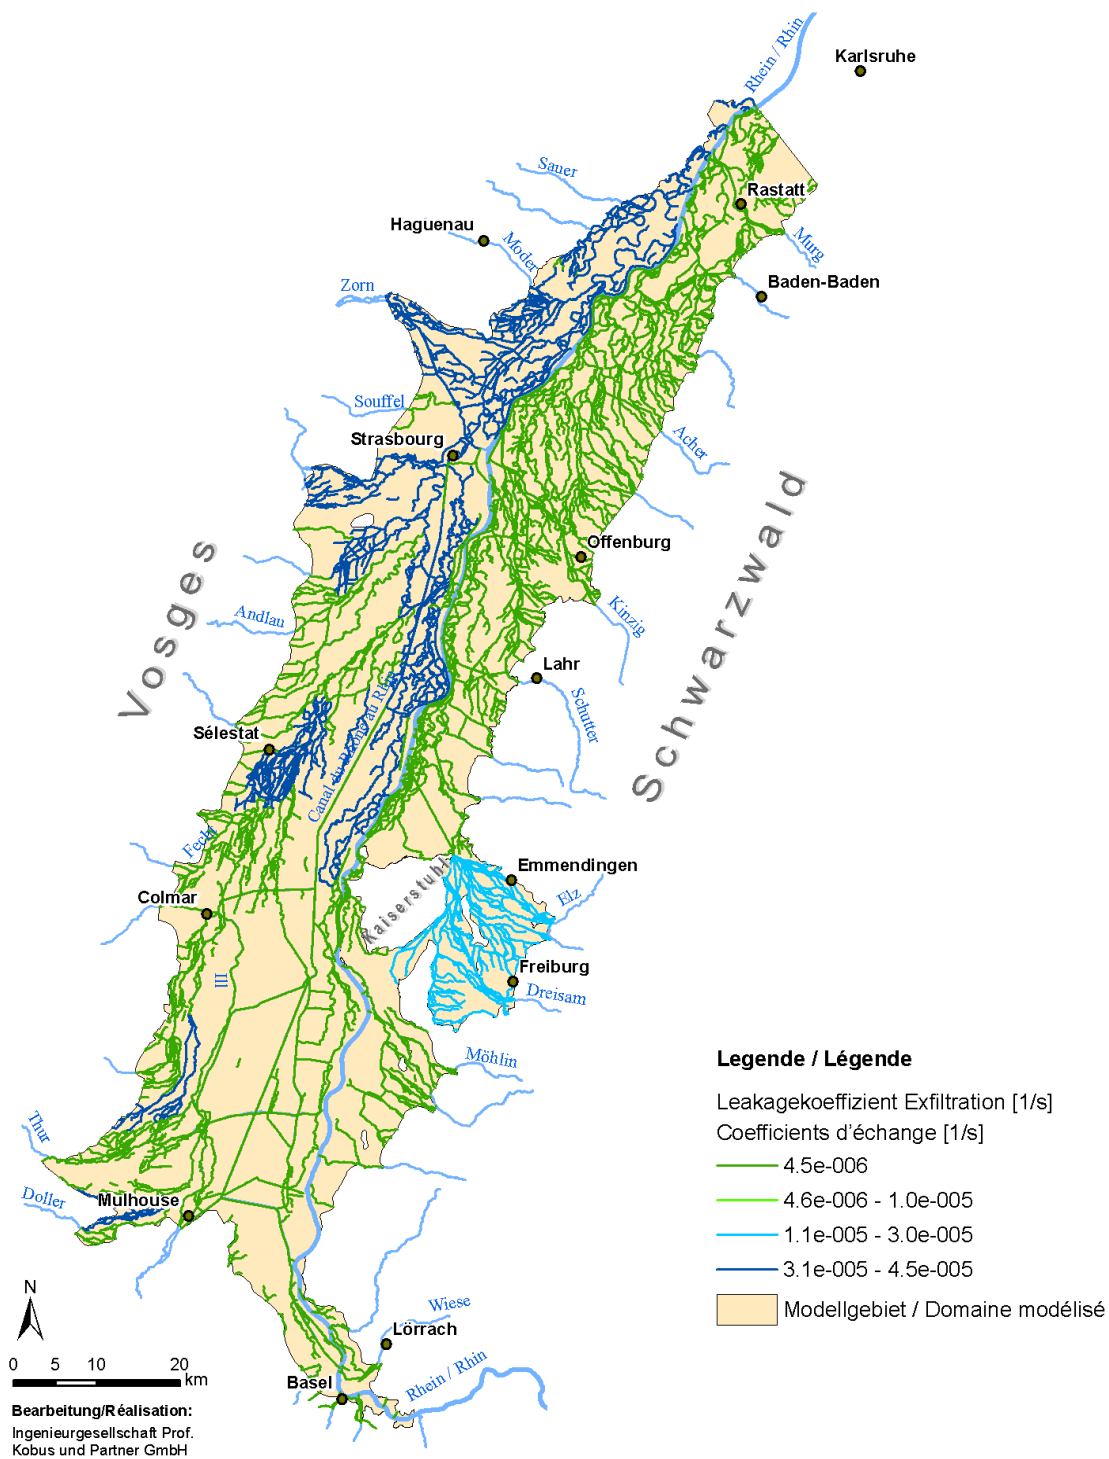 Rhein / Rhin
Karlsruhe
Sauer
Rastatt
Haguenau
Moder
Murg
Zorn
Baden-Baden
Souffel
Strasbourg
Acher
Schwarzwald
Offenburg
Vosges
Andlau
Kinzig
Lahr
Schutter
Sélestat
Canal du Rhône au Rhin
Fecht
Kaiserstuhl
Emmendingen
Elz
Colmar
Ill
Freiburg
Dreisam
Möhlin
Thur
Doller
Mulhouse
Legende / Légende
Leakagekoeffizient Exfiltration [1/s]
Coefficients d'échange [1/s]
4.5e-006
4.6e-006 - 1.0e-005
1.1e-005 - 3.0e-005
3.1e-005 - 4.5e-005
Modellgebiet / Domaine modélisé
N
Wiese
Lörrach
0 5 10 20
km
Basel
Rhein / Rhin
Bearbeitung/Réalisation:
Ingenieurgesellschaft Prof.
Kobus und Partner GmbH